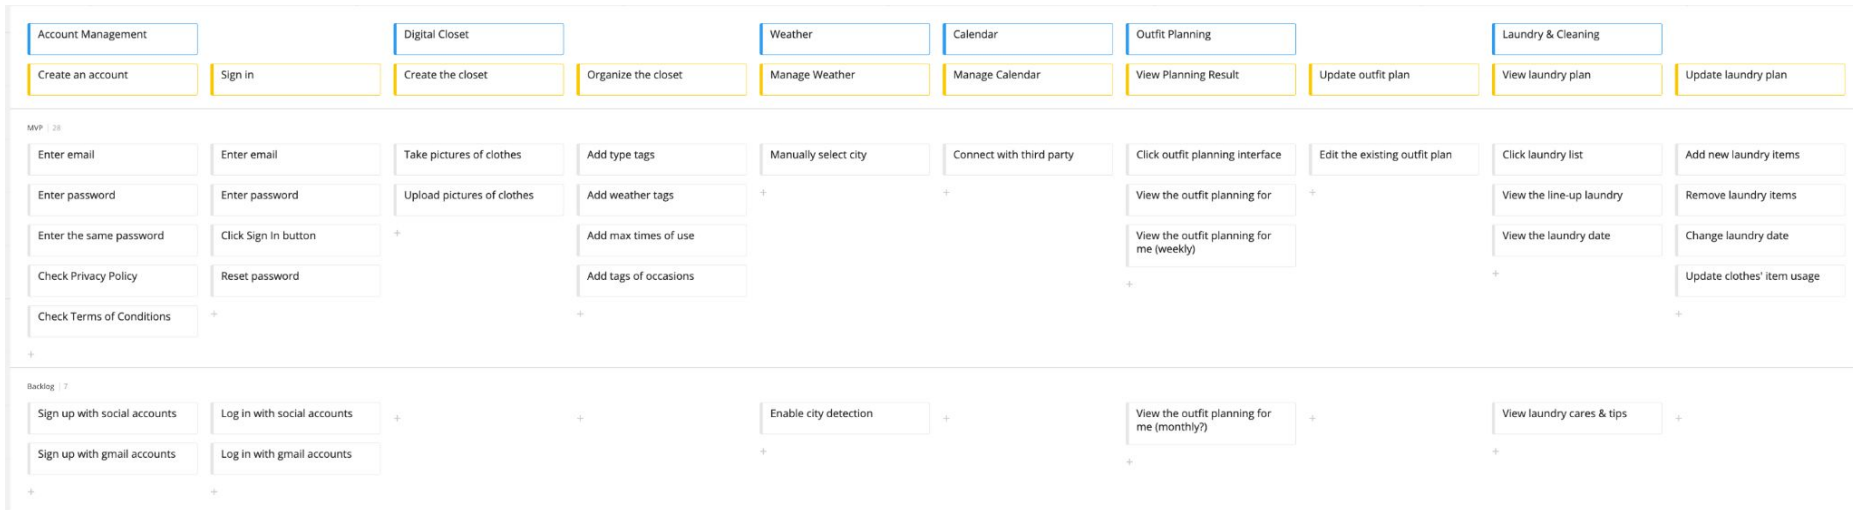 Account Management
Digital Closet
Weather
Calendar
Outfit Planning
Laundry & Cleaning
Create an account
Sign in
Create the closet
Organize the closet
Manage Weather
Manage Calendar
View Planning Result
Update outfit plan
View laundry plan
Update laundry plan
MVP | 28
Enter email
Enter password
Enter the same password
Check Privacy Policy
Check Terms of Conditions
+
Enter email
Enter password
Click Sign In button
Reset password
+
Take pictures of clothes
Upload pictures of clothes
+
Add type tags
Add weather tags
Add max times of use
Add tags of occasions
+
Manually select city
+
Connect with third party
+
Click outfit planning interface
View the outfit planning for
View the outfit planning for
me (weekly)
+
Edit the existing outfit plan
+
Click laundry list
View the line-up laundry
View the laundry date
+
Add new laundry items
Remove laundry items
Change laundry date
Update clothes' item usage
+
Backlog | 7
Sign up with social accounts
Sign up with gmail accounts
+
Log in with social accounts
Log in with gmail accounts
+
+
+
Enable city detection
+
+
View the outfit planning for
me (monthly?)
+
+
View laundry cares & tips
+
+